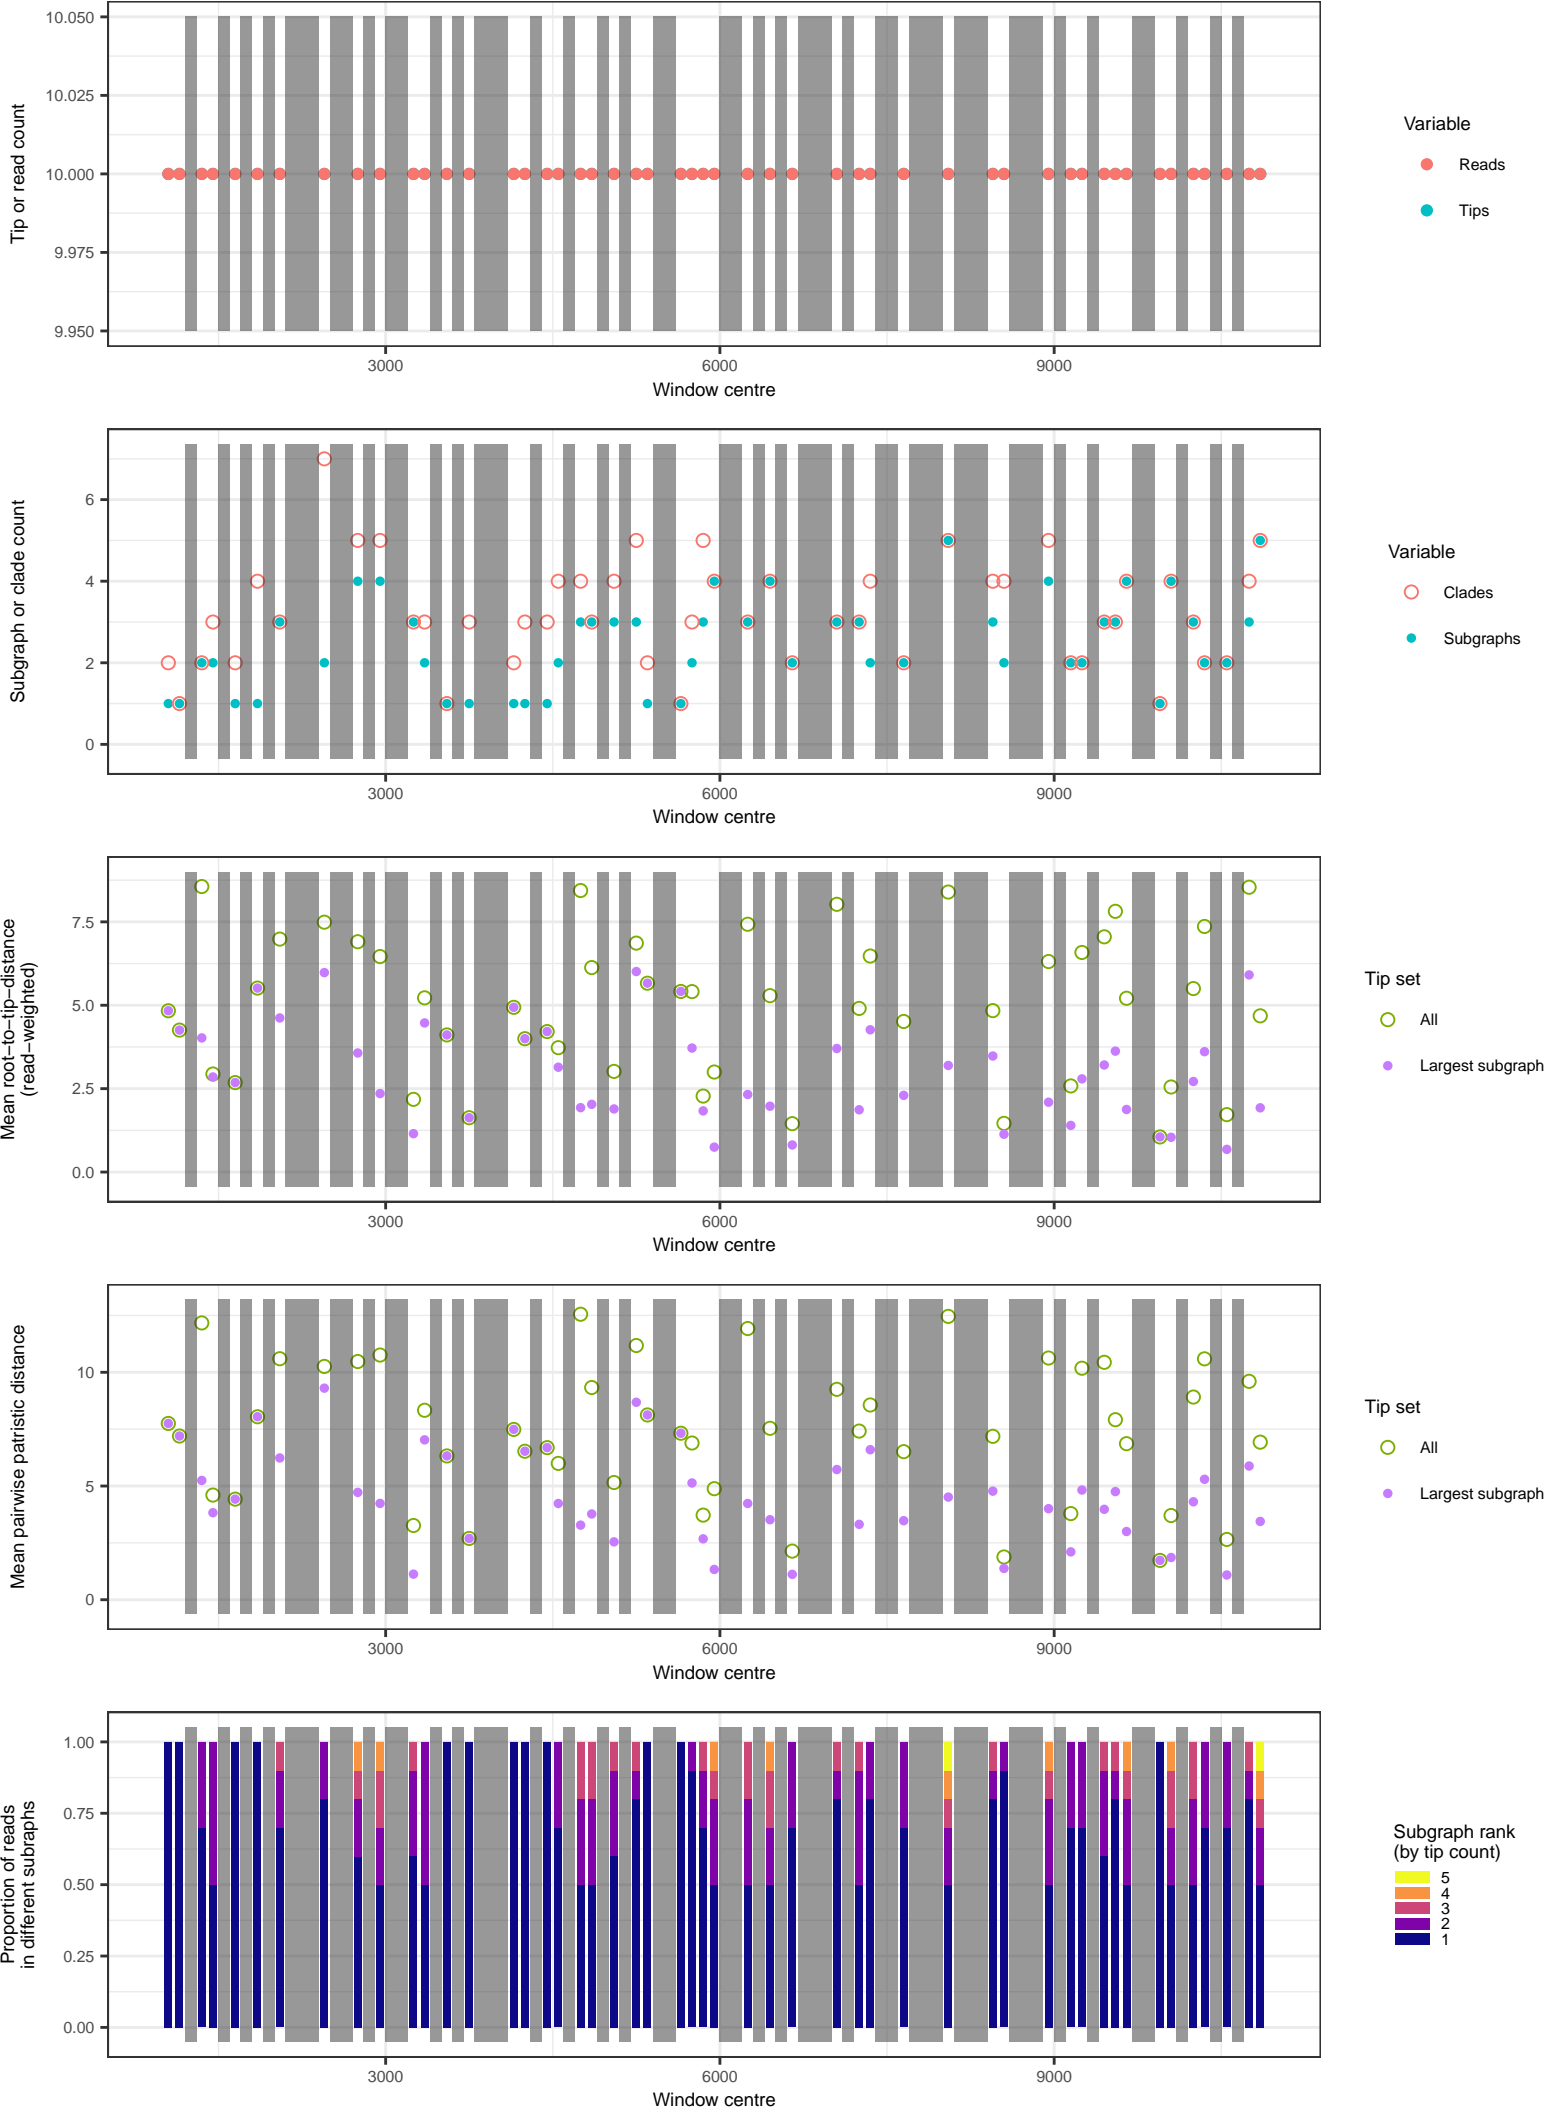 10.050
10.025
10.000
9.975
9.950
Tip or read count
3000
6000
9000
Window centre
Variable
Reads
Tips
6
4
2
0
Subgraph or clade count
3000
6000
9000
Window centre
Variable
Clades
Subgraphs
7.5
5.0
2.5
0.0
Mean root−to−tip−distance
(read−weighted)
3000
6000
9000
Window centre
Tip set
All
Largest subgraph
10
5
0
Mean pairwise patristic distance
3000
6000
9000
Window centre
Tip set
All
Largest subgraph
1.00
0.75
0.50
0.25
0.00
Proportion of reads
in different subraphs
3000
6000
9000
Window centre
Subgraph rank
(by tip count)
5
4
3
2
1